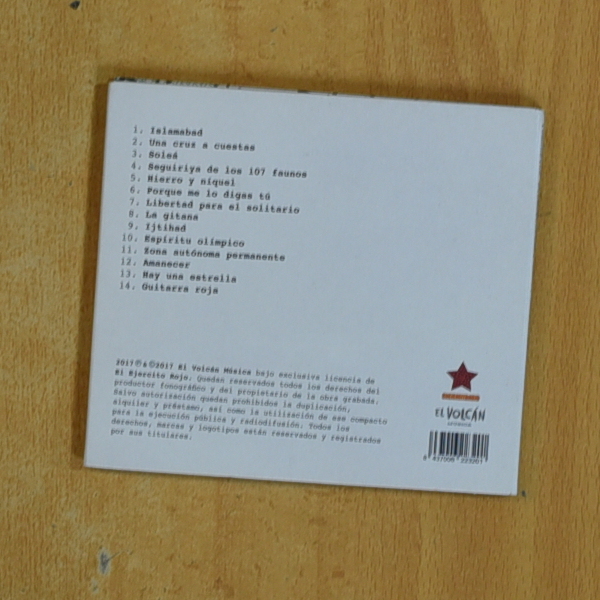 1. Islamabad
2. Una cruz a cuestas
3. Soleá
4. Seguiriya de los 107 faunos
5. Hierro y níquel
6. Porque me lo digas tú
7. Libertad para el solitario
8. La gitana
9. Ijtihad
10. Espíritu olímpico
11. Zona autónoma permanente
12. Amanecer
13. Hay una estrella
14. Guitarra roja
2017℗&©2017 El Volcán Música bajo exclusiva licencia de
El Ejercito Rojo. Quedan reservados todos los derechos del
productor fonográfico y del propietario de la obra grabada.
Salvo autorización quedan prohibidos la duplicación,
alquiler y préstamo, así como la utilización de ese compacto
para la ejecución pública y radiodifusión. Todos los
derechos, marcas y logotipos están reservados y registrados
por sus titulares.
EL VOLCÁN